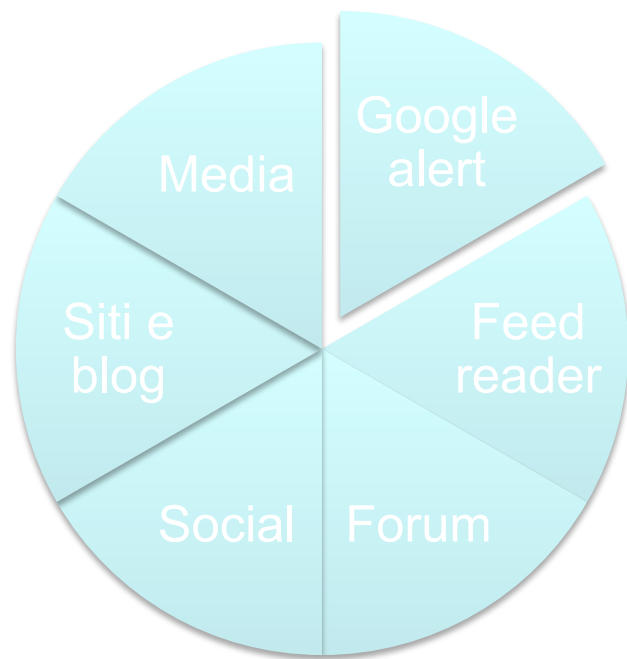 Google
alert
Feed
reader
Forum
Social
Siti e
blog
Media